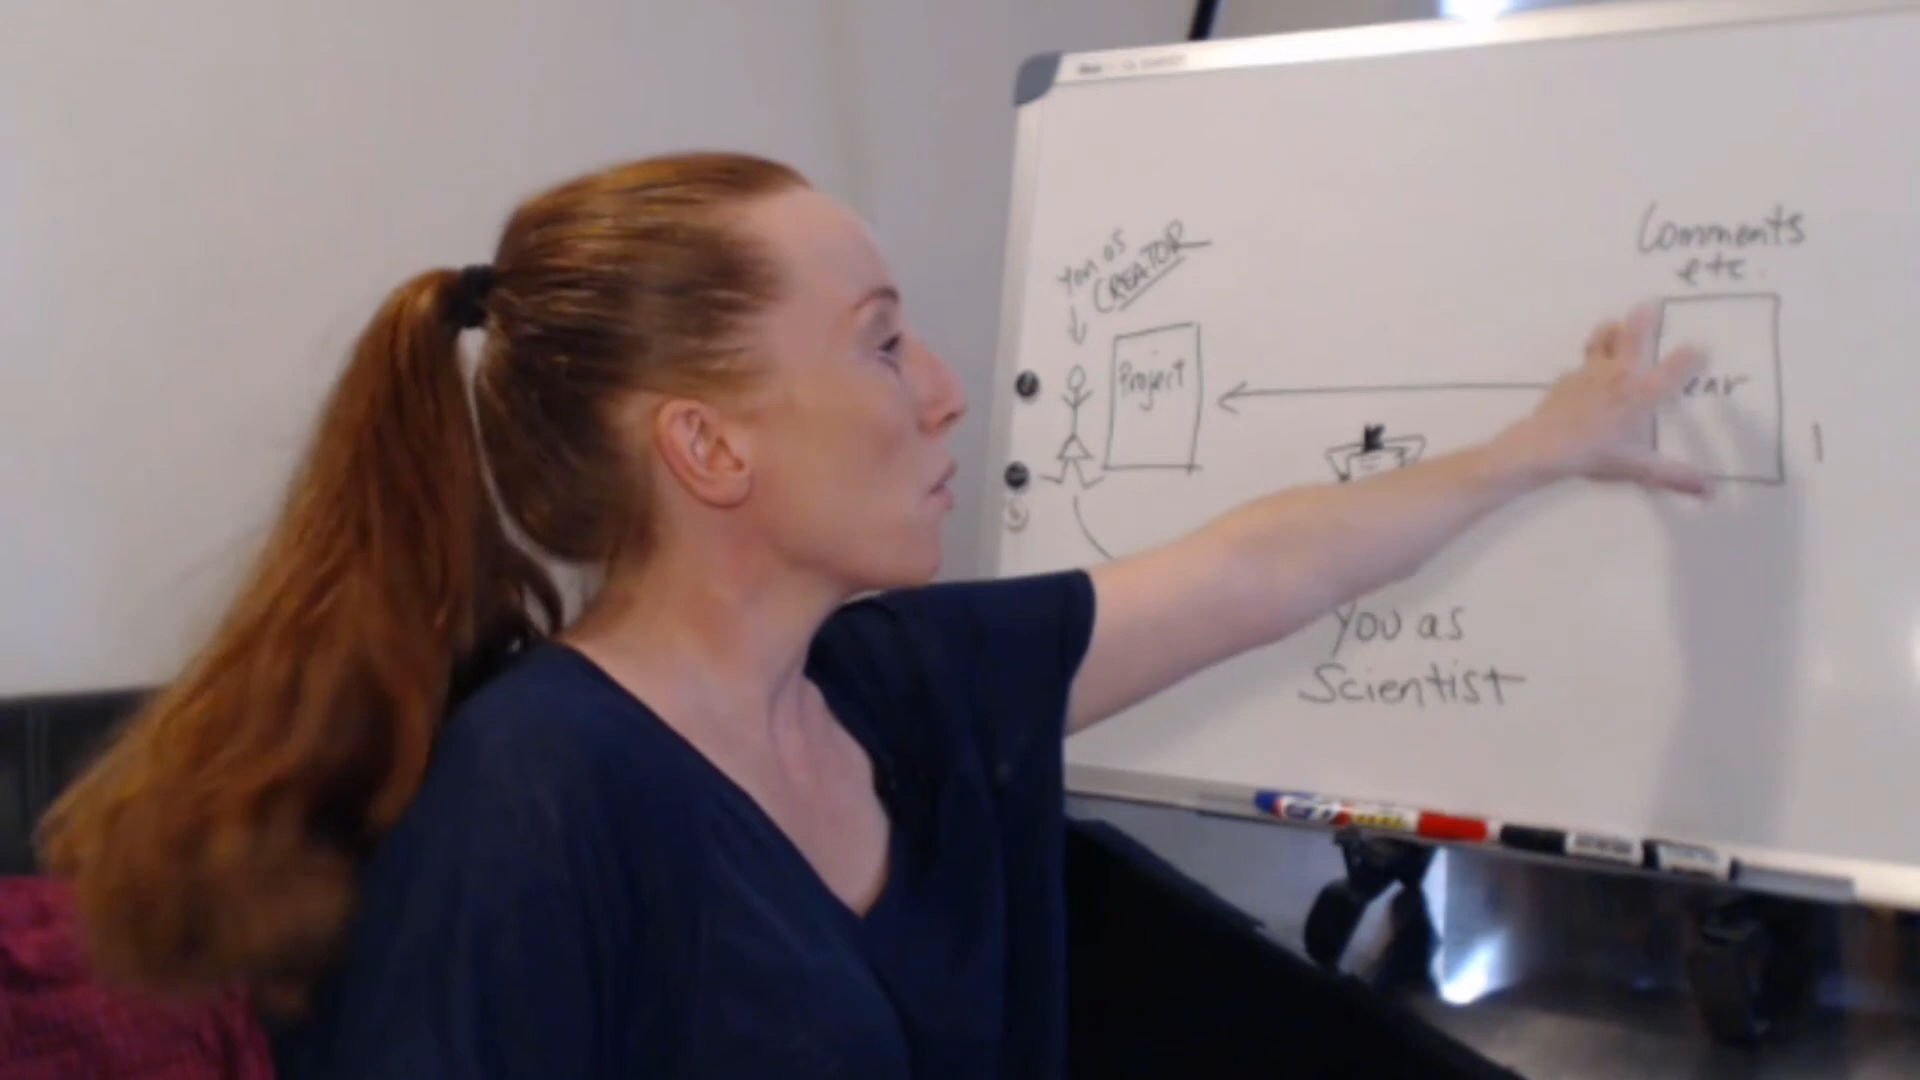 You as
CREATOR
Comments
etc.
Project
You as
Scientist